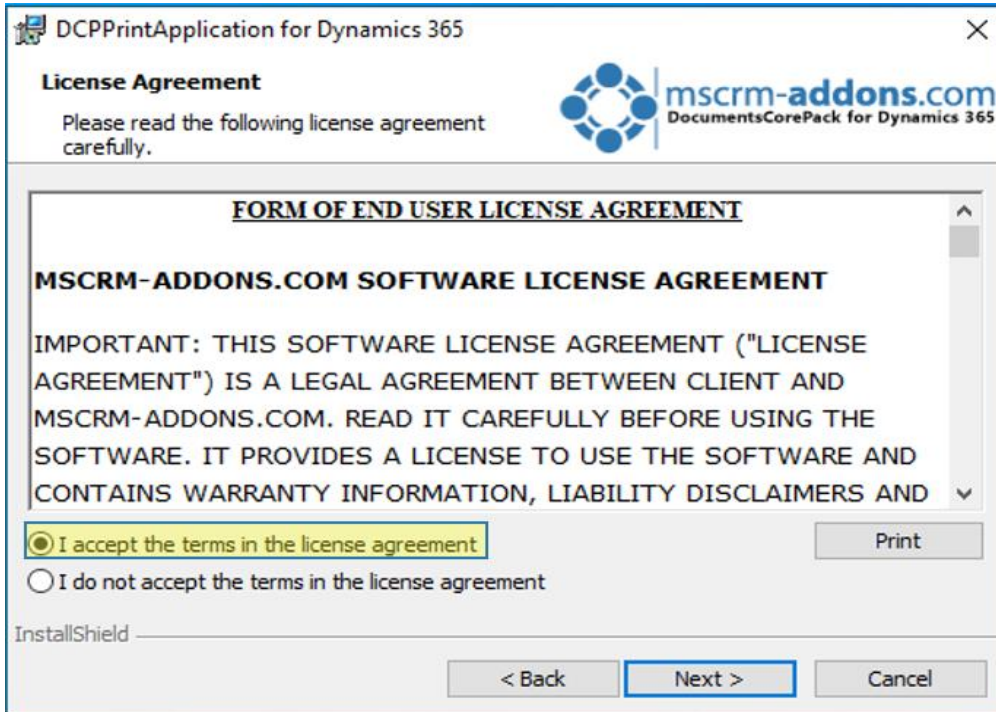 DCPPrintApplication for Dynamics 365
License Agreement
Please read the following license agreement
carefully.
mscrm-addons.com
DocumentsCorePack for Dynamics 365
FORM OF END USER LICENSE AGREEMENT
MSCRM-ADDONS.COM SOFTWARE LICENSE AGREEMENT
IMPORTANT: THIS SOFTWARE LICENSE AGREEMENT ("LICENSE
AGREEMENT") IS A LEGAL AGREEMENT BETWEEN CLIENT AND
MSCRM-ADDONS.COM. READ IT CAREFULLY BEFORE USING THE
SOFTWARE. IT PROVIDES A LICENSE TO USE THE SOFTWARE AND
CONTAINS WARRANTY INFORMATION, LIABILITY DISCLAIMERS AND
I accept the terms in the license agreement
Print
I do not accept the terms in the license agreement
InstallShield
< Back
Next >
Cancel